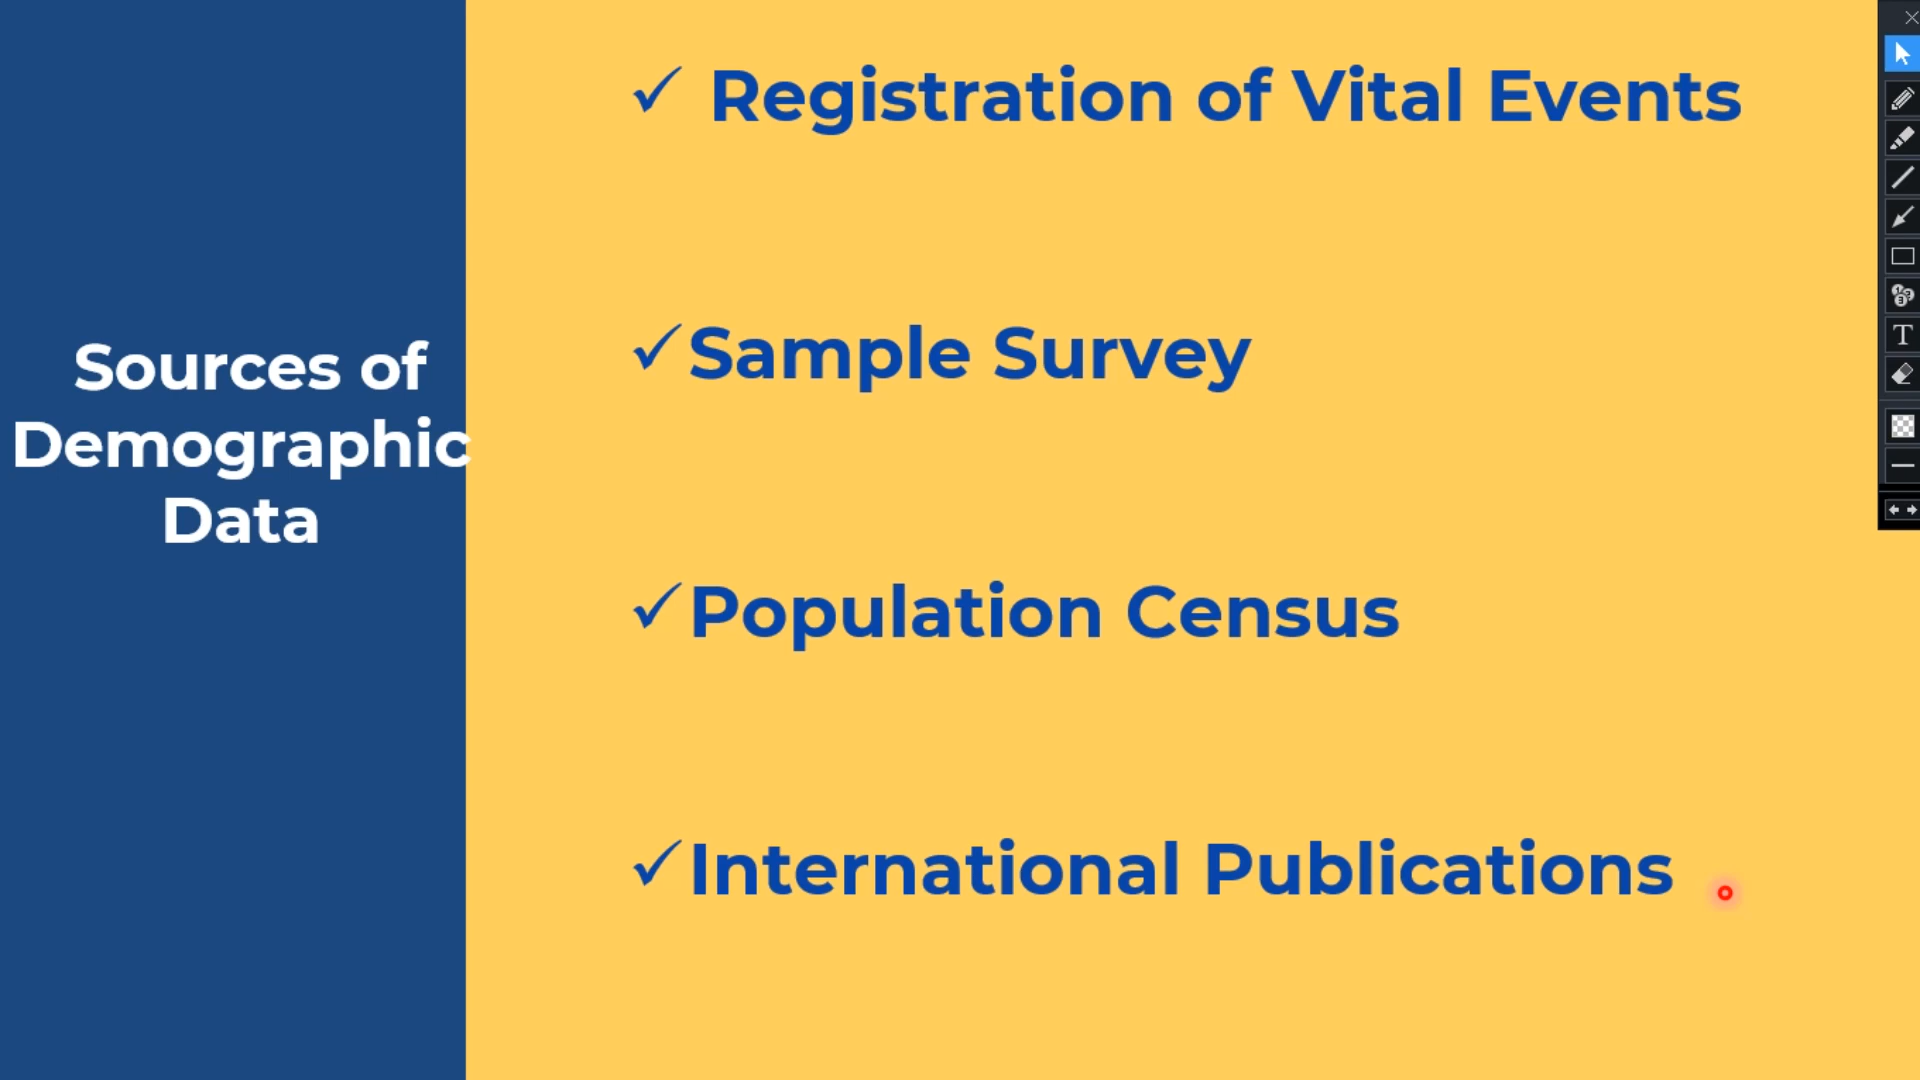 Sources of
Demographic
Data
✓ Registration of Vital Events
✓ Sample Survey
✓ Population Census
✓ International Publications
T